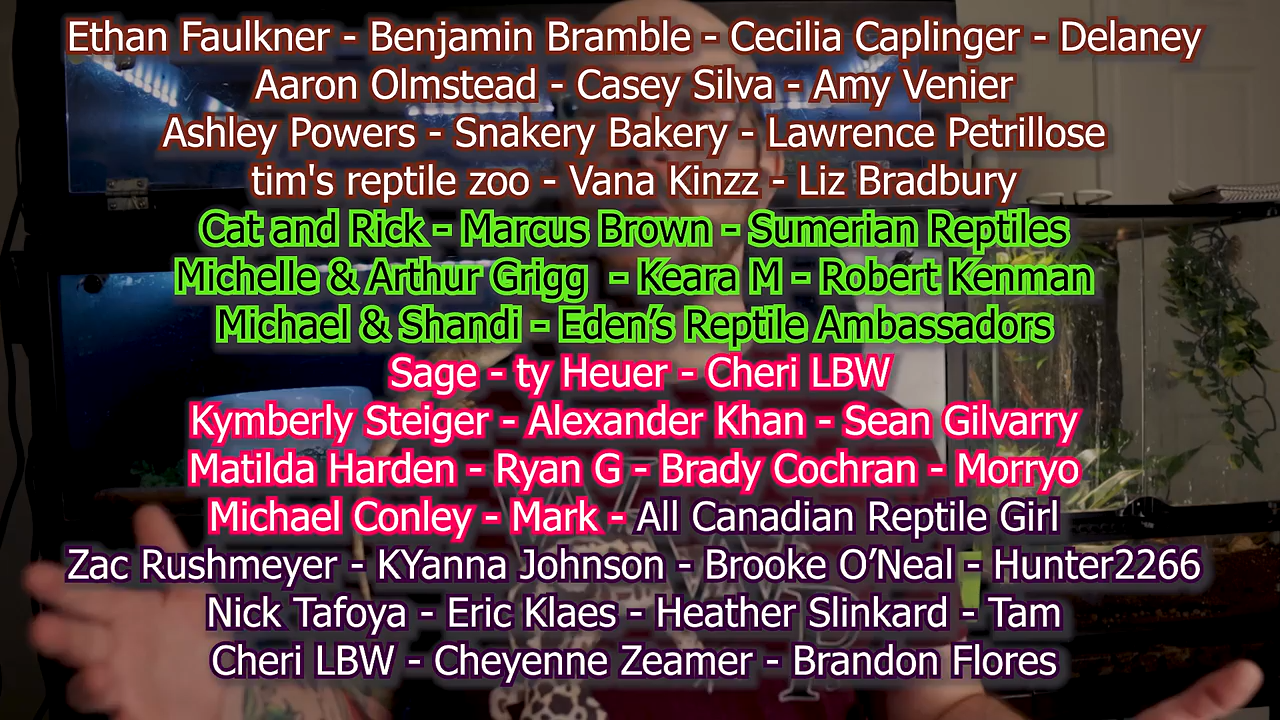 Ethan Faulkner - Benjamin Bramble - Cecilia Caplinger - Delaney
Aaron Olmstead - Casey Silva - Amy Venier
Ashley Powers - Snakery Bakery - Lawrence Petrillose
tim's reptile zoo - Vana Kinzz - Liz Bradbury
Cat and Rick - Marcus Brown - Sumerian Reptiles
Michelle & Arthur Grigg  - Keara M - Robert Kenman
Michael & Shandi - Eden’s Reptile Ambassadors
Sage - ty Heuer - Cheri LBW
Kymberly Steiger - Alexander Khan - Sean Gilvarry
Matilda Harden - Ryan G - Brady Cochran - Morryo
Michael Conley - Mark - All Canadian Reptile Girl
Zac Rushmeyer - KYanna Johnson - Brooke O’Neal - Hunter2266
Nick Tafoya - Eric Klaes - Heather Slinkard - Tam
Cheri LBW - Cheyenne Zeamer - Brandon Flores